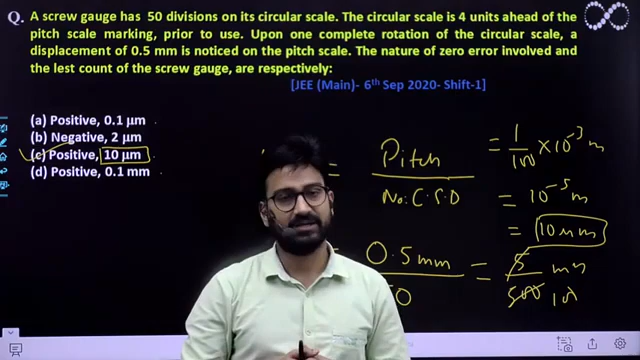 Q. A screw gauge has 50 divisions on its circular scale. The circular scale is 4 units ahead of the
pitch scale marking, prior to use. Upon one complete rotation of the circular scale, a
displacement of 0.5 mm is noticed on the pitch scale. The nature of zero error involved and
the lest count of the screw gauge, are respectively:
[JEE (Main)- 6th Sep 2020- Shift-1]
(a) Positive, 0.1 μm
(b) Negative, 2 μm
(c) Positive, 10 μm
(d) Positive, 0.1 mm
= Pitch
No. C.S.D
= 1/100 × 10⁻³ m
= 10⁻⁵ m
= 10 μm
= 0.5 mm
= 5
mm
500